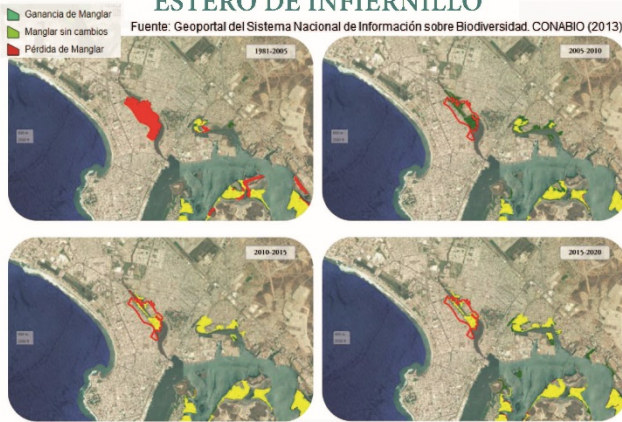 ESTERO DE INFIERNILLO
Ganancia de Manglar
Manglar sin cambios
Pérdida de Manglar
Fuente: Geoportal del Sistema Nacional de Información sobre Biodiversidad. CONABIO (2013)
1981-2005
2005-2010
2010-2015
2015-2020